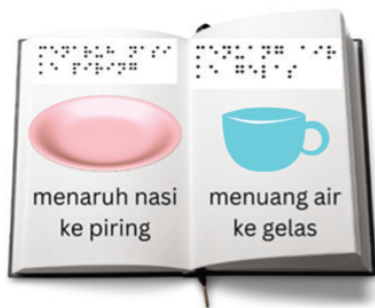 ⠍⠑⠝⠁⠗⠥⠓ ⠝⠁⠎⠊
⠅⠑ ⠏⠊⠗⠊⠝⠛
menaruh nasi
ke piring
⠍⠑⠝⠥⠁⠝⠛ ⠁⠊⠗
⠅⠑ ⠛⠑⠇⠁⠎
menuang air
ke gelas